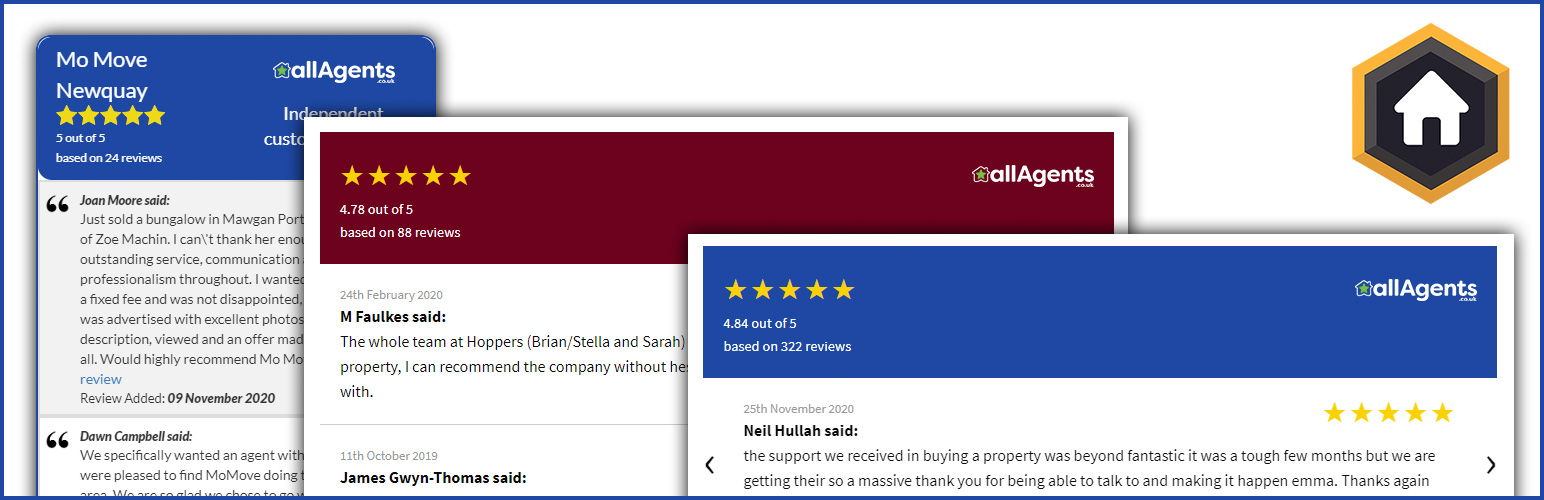 Mo Move
Newquay
allAgents
.co.uk
5 out of 5
based on 24 reviews
Independent
Joan Moore said:
Just sold a bungalow in Mawgan Port
of Zoe Machin. I can\'t thank her
outstanding service, communication
professionalism throughout. I wanted
a fixed fee and was not disappointed,
was advertised with excellent photos
description, viewed and an offer
all. Would highly recommend Mo
review
Review Added: 09 November 2020
Dawn Campbell said:
We specifically wanted an agent with
were pleased to find MoMove doing
area. We are so glad we chose to go
allAgents
.co.uk
4.78 out of 5
based on 88 reviews
24th February 2020
M Faulkes said:
The whole team at Hoppers (Brian/Stella and Sarah)
property, I can recommend the company without
with.
11th October 2019
James Gwyn-Thomas said:
allAgents
.co.uk
4.84 out of 5
based on 322 reviews
25th November 2020
Neil Hullah said:
the support we received in buying a property was beyond fantastic it was a tough few months but we are
getting their so a massive thank you for being able to talk to and making it happen emma. Thanks again